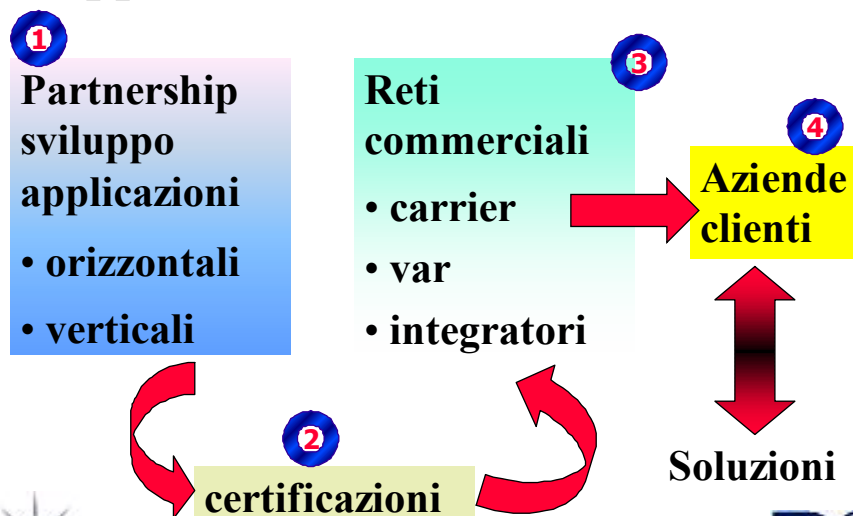 1
Partnership
sviluppo
applicazioni
• orizzontali
• verticali
2
certificazioni
3
Reti
commerciali
• carrier
• var
• integratori
4
Aziende
clienti
Soluzioni